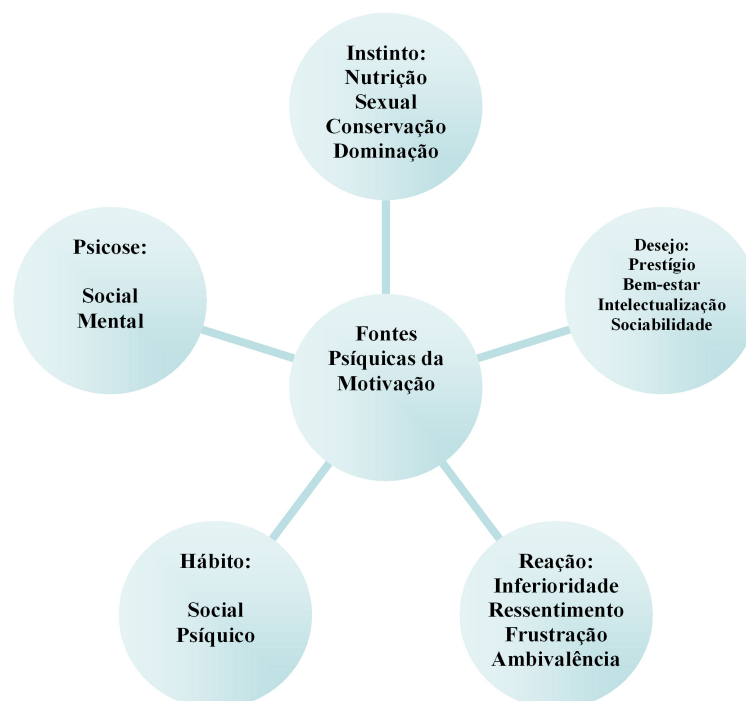 Instinto:
Nutrição
Sexual
Conservação
Dominação
Psicose:
Social
Mental
Desejo:
Prestígio
Bem-estar
Intelectualização
Sociabilidade
Fontes
Psíquicas da
Motivação
Hábito:
Social
Psíquico
Reação:
Inferioridade
Ressentimento
Frustração
Ambivalência